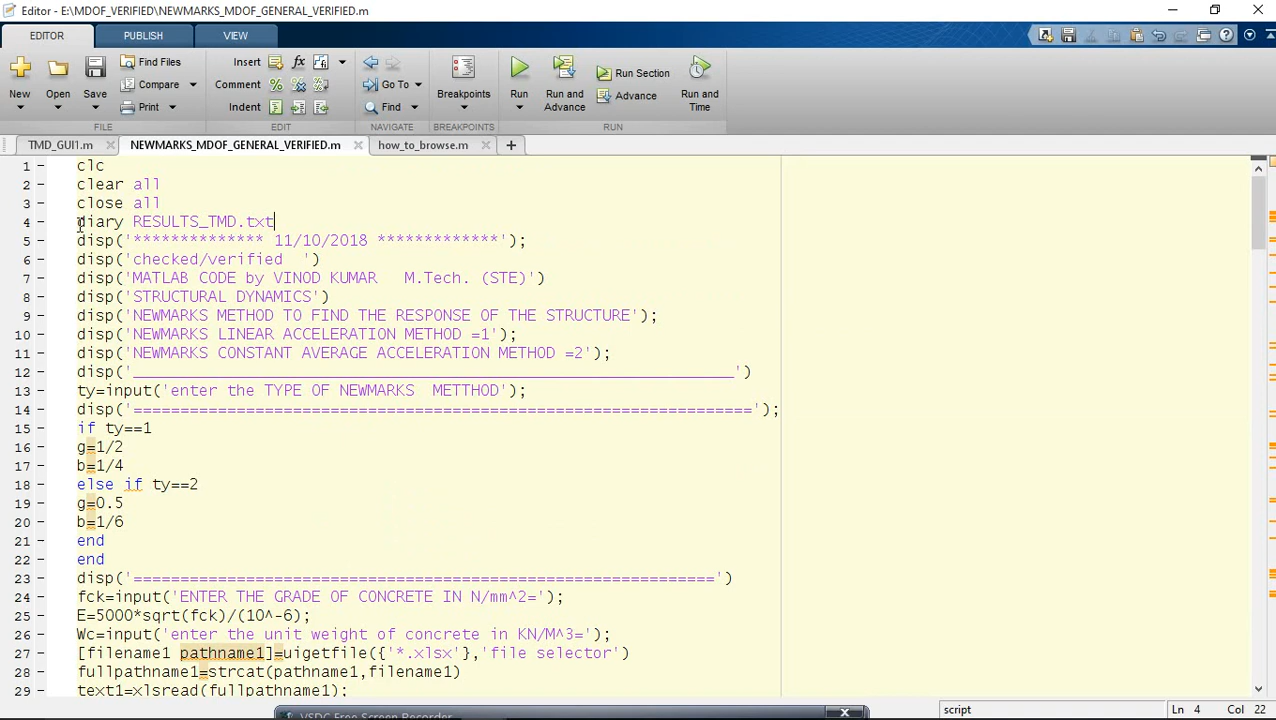 Editor - E:\MDOF_VERIFIED\NEWMARKS_MDOF_GENERAL_VERIFIED.m
EDITOR PUBLISH VIEW
New Open Save Find Files Compare Print Insert Comment Indent fx Go To Find Breakpoints Run Run and Advance Run Section Advance Run and Time
FILE EDIT NAVIGATE BREAKPOINTS RUN
TMD_GUI1.m NEWMARKS_MDOF_GENERAL_VERIFIED.m how_to_browse.m
1 - clc
2 - clear all
3 - close all
4 - diary RESULTS_TMD.txt
5 - disp('************** 11/10/2018 *************');
6 - disp('checked/verified  ')
7 - disp('MATLAB CODE by VINOD KUMAR   M.Tech. (STE)')
8 - disp('STRUCTURAL DYNAMICS')
9 - disp('NEWMARKS METHOD TO FIND THE RESPONSE OF THE STRUCTURE');
10 - disp('NEWMARKS LINEAR ACCELERATION METHOD =1');
11 - disp('NEWMARKS CONSTANT AVERAGE ACCELERATION METHOD =2');
12 - disp('________________________________________________________________')
13 - ty=input('enter the TYPE OF NEWMARKS  METTHOD');
14 - disp('==================================================================');
15 - if ty==1
16 - g=1/2
17 - b=1/4
18 - else if ty==2
19 - g=0.5
20 - b=1/6
21 - end
22 - end
23 - disp('==============================================================')
24 - fck=input('ENTER THE GRADE OF CONCRETE IN N/mm^2=');
25 - E=5000*sqrt(fck)/(10^-6);
26 - Wc=input('enter the unit weight of concrete in KN/M^3=');
27 - [filename1 pathname1]=uigetfile({'*.xlsx'},'file selector')
28 - fullpathname1=strcat(pathname1,filename1)
29 - text1=xlsread(fullpathname1);
VSDC Free Screen Recorder
script Ln 4 Col 22